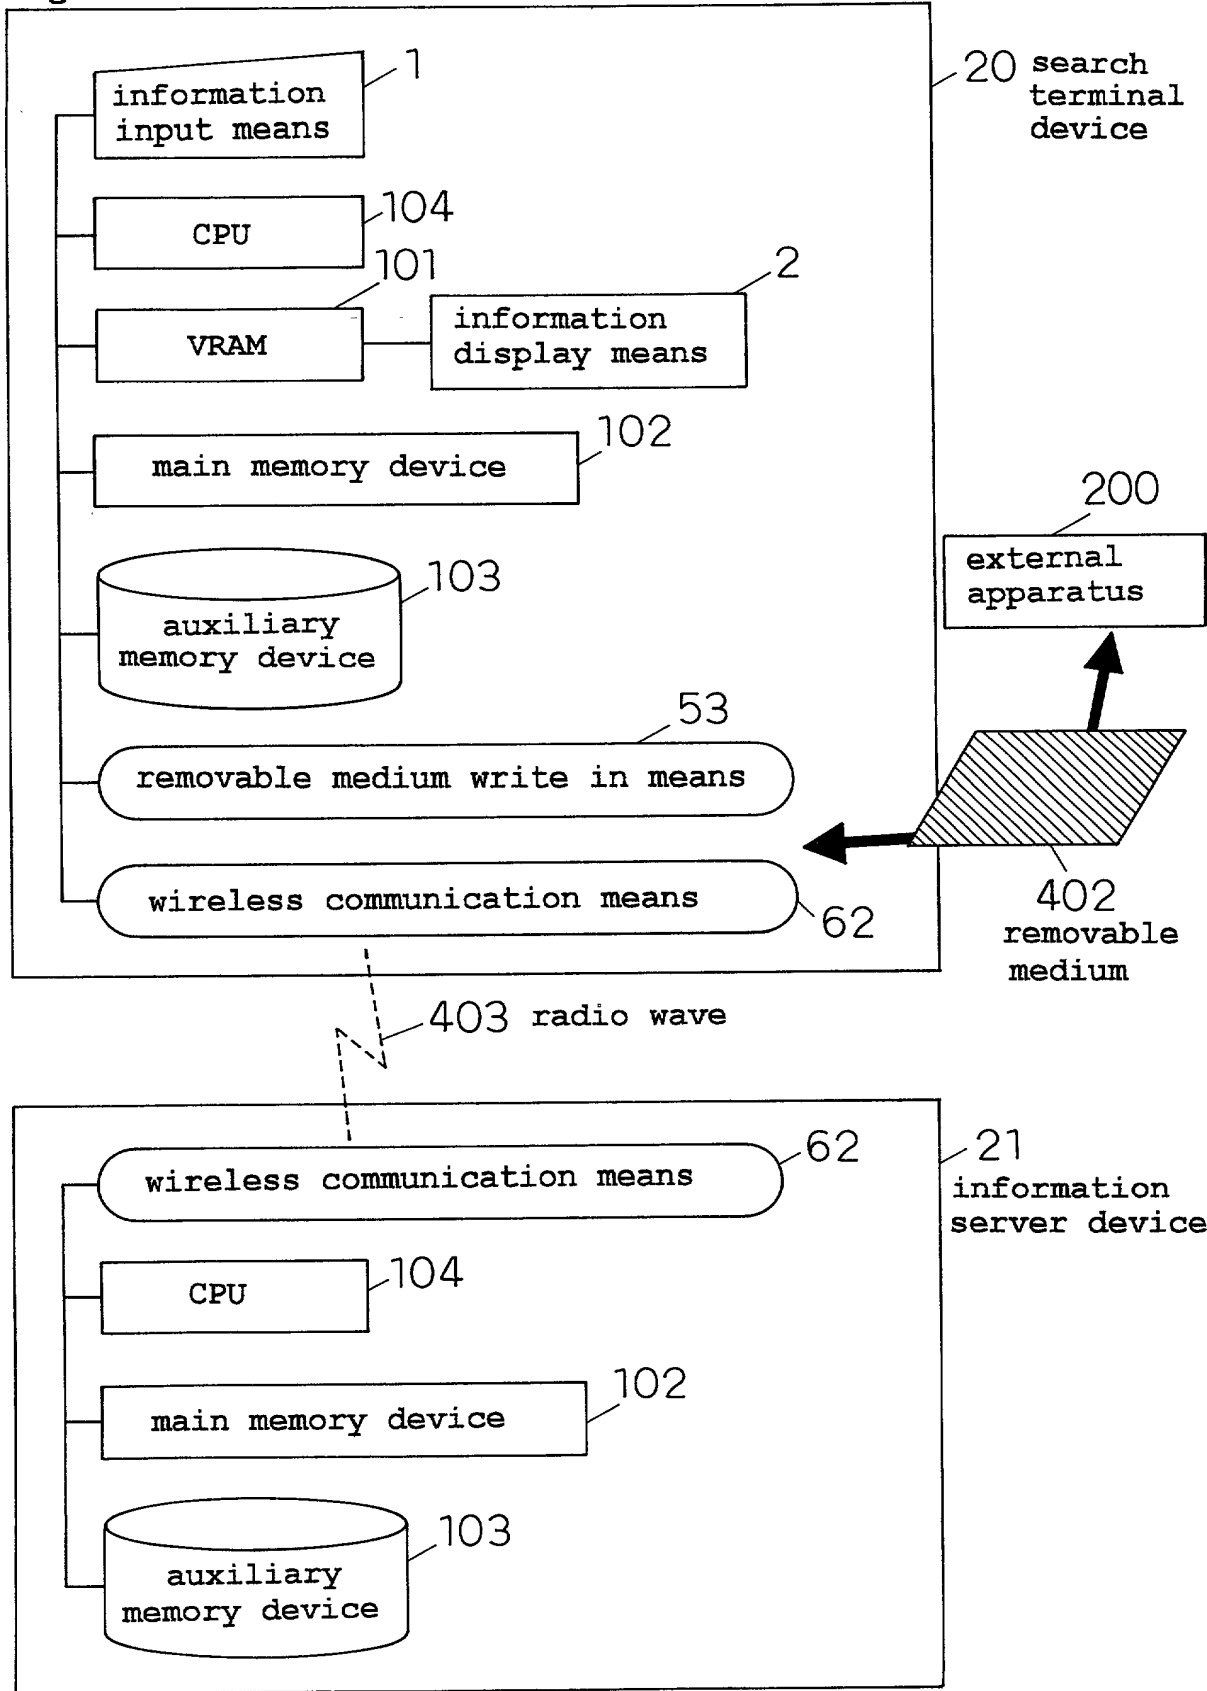 1
information
input means
20 search
terminal
device
104
CPU
101
2
VRAM
information
display means
102
main memory device
200
external
apparatus
103
auxiliary
memory device
53
removable medium write in means
wireless communication means
62
402
removable
medium
403 radio wave
62
wireless communication means
21
information
server device
104
CPU
102
main memory device
103
auxiliary
memory device